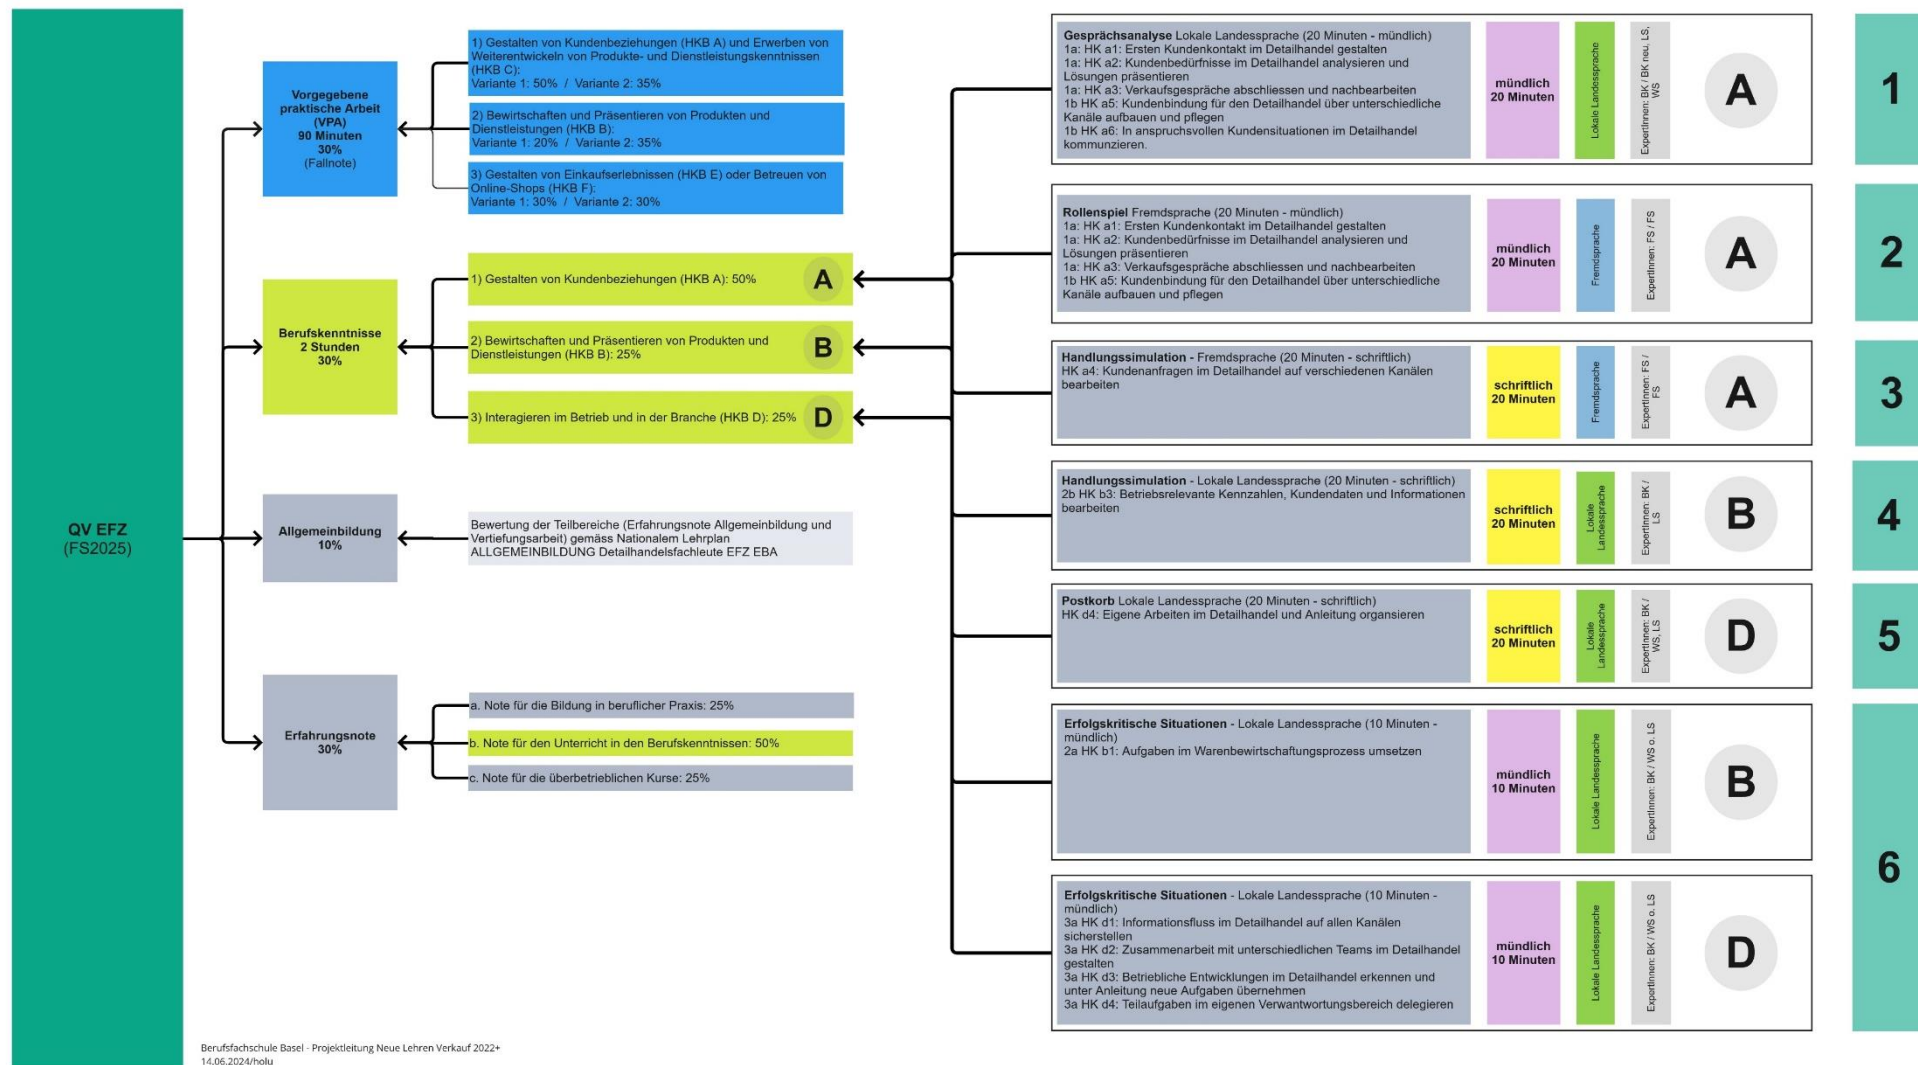 QV EFZ
(FS2025)
Vorgegebene
praktische Arbeit
(VPA)
90 Minuten
30%
(Fallnote)
1) Gestalten von Kundenbeziehungen (HKB A) und Erwerben von
Weiterentwickeln von Produkte- und Dienstleistungskenntnissen
(HKB C):
Variante 1: 50% / Variante 2: 35%
2) Bewirtschaften und Präsentieren von Produkten und
Dienstleistungen (HKB B):
Variante 1: 20% / Variante 2: 35%
3) Gestalten von Einkaufserlebnissen (HKB E) oder Betreuen von
Online-Shops (HKB F):
Variante 1: 30% / Variante 2: 30%
Berufskenntnisse
2 Stunden
30%
1) Gestalten von Kundenbeziehungen (HKB A): 50%
A
2) Bewirtschaften und Präsentieren von Produkten und
Dienstleistungen (HKB B): 25%
B
3) Interagieren im Betrieb und in der Branche (HKB D): 25%
D
Allgemeinbildung
10%
Bewertung der Teilbereiche (Erfahrungsnote Allgemeinbildung und
Vertiefungsarbeit) gemäss Nationalem Lehrplan
ALLGEMEINBILDUNG Detailhandelsfachleute EFZ EBA
Erfahrungsnote
30%
a. Note für die Bildung in beruflicher Praxis: 25%
b. Note für den Unterricht in den Berufskenntnissen: 50%
c. Note für die überbetrieblichen Kurse: 25%
Gesprächsanalyse Lokale Landessprache (20 Minuten - mündlich)
1a: HK a1: Ersten Kundenkontakt im Detailhandel gestalten
1a: HK a2: Kundenbedürfnisse im Detailhandel analysieren und
Lösungen präsentieren
1a: HK a3: Verkaufsgespräche abschliessen und nachbearbeiten
1b HK a5: Kundenbindung für den Detailhandel über unterschiedliche
Kanäle aufbauen und pflegen
1b HK a6: In anspruchsvollen Kundensituationen im Detailhandel
kommunzieren.
mündlich
20 Minuten
Lokale Landessprache
ExpertInnen: BK / BK neu, LS,
WS
A
1
Rollenspiel Fremdsprache (20 Minuten - mündlich)
1a: HK a1: Ersten Kundenkontakt im Detailhandel gestalten
1a: HK a2: Kundenbedürfnisse im Detailhandel analysieren und
Lösungen präsentieren
1a: HK a3: Verkaufsgespräche abschliessen und nachbearbeiten
1b HK a5: Kundenbindung für den Detailhandel über unterschiedliche
Kanäle aufbauen und pflegen
mündlich
20 Minuten
Fremdsprache
ExpertInnen: FS / FS
A
2
Handlungssimulation - Fremdsprache (20 Minuten - schriftlich)
HK a4: Kundenanfragen im Detailhandel auf verschiedenen Kanälen
bearbeiten
schriftlich
20 Minuten
Fremdsprache
ExpertInnen: FS /
FS
A
3
Handlungssimulation - Lokale Landessprache (20 Minuten - schriftlich)
2b HK b3: Betriebsrelevante Kennzahlen, Kundendaten und Informationen
bearbeiten
schriftlich
20 Minuten
Lokale
Landessprache
ExpertInnen: BK /
LS
B
4
Postkorb Lokale Landessprache (20 Minuten - schriftlich)
HK d4: Eigene Arbeiten im Detailhandel und Anleitung organsieren
schriftlich
20 Minuten
Lokale
Landessprache
ExpertInnen: BK /
WS, LS
D
5
Erfolgskritische Situationen - Lokale Landessprache (10 Minuten -
mündlich)
2a HK b1: Aufgaben im Warenbewirtschaftungsprozess umsetzen
mündlich
10 Minuten
Lokale Landessprache
ExpertInnen: BK / WS o. LS
B
6
Erfolgskritische Situationen - Lokale Landessprache (10 Minuten -
mündlich)
3a HK d1: Informationsfluss im Detailhandel auf allen Kanälen
sicherstellen
3a HK d2: Zusammenarbeit mit unterschiedlichen Teams im Detailhandel
gestalten
3a HK d3: Betriebliche Entwicklungen im Detailhandel erkennen und
unter Anleitung neue Aufgaben übernehmen
3a HK d4: Teilaufgaben im eigenen Verwantwortungsbereich delegieren
mündlich
10 Minuten
Lokale Landessprache
ExpertInnen: BK / WS o. LS
D
Berufsfachschule Basel - Projektleitung Neue Lehren Verkauf 2022+
14.06.2024/holu